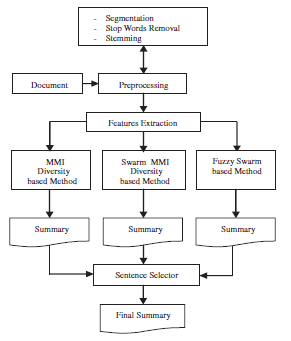 - Segmentation
- Stop Words Removal
- Stemming
Document
Preprocessing
Features Extraction
MMI
Diversity
based Method
Swarm MMI
Diversity
based Method
Fuzzy Swarm
based Method
Summary
Summary
Summary
Sentence Selector
Final Summary